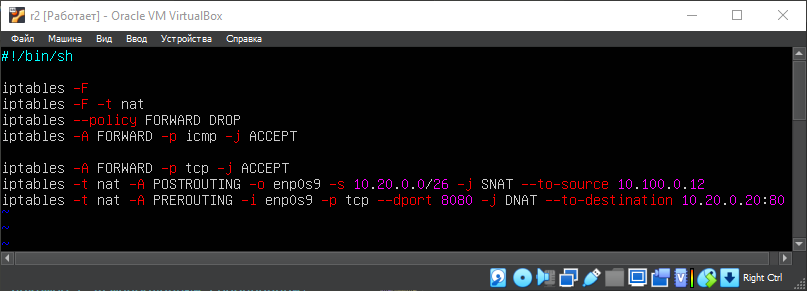 r2 [Работает] - Oracle VM VirtualBox
Файл Машина Вид Ввод Устройства Справка
#!/bin/sh
iptables -F
iptables -F -t nat
iptables --policy FORWARD DROP
iptables -A FORWARD -p icmp -j ACCEPT
iptables -A FORWARD -p tcp -j ACCEPT
iptables -t nat -A POSTROUTING -o enp0s9 -s 10.20.0.0/26 -j SNAT --to-source 10.100.0.12
iptables -t nat -A PREROUTING -i enp0s9 -p tcp --dport 8080 -j DNAT --to-destination 10.20.0.20:80
~
~
~
Right Ctrl